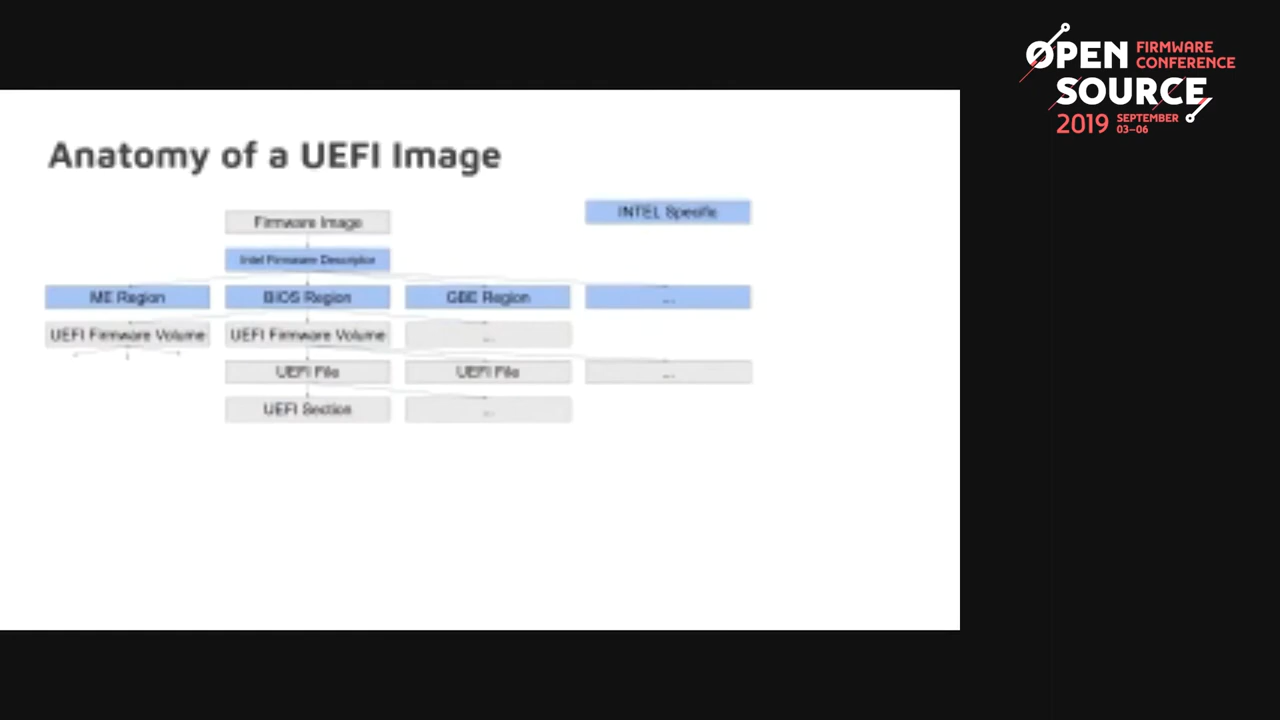 OPEN FIRMWARE
CONFERENCE
SOURCE
2019 SEPTEMBER
03–06
Anatomy of a UEFI Image
INTEL Specific
Firmware Image
Intel Firmware Descriptor
ME Region BIOS Region GBE Region ...
UEFI Firmware Volume UEFI Firmware Volume ...
UEFI File UEFI File ...
UEFI Section ...